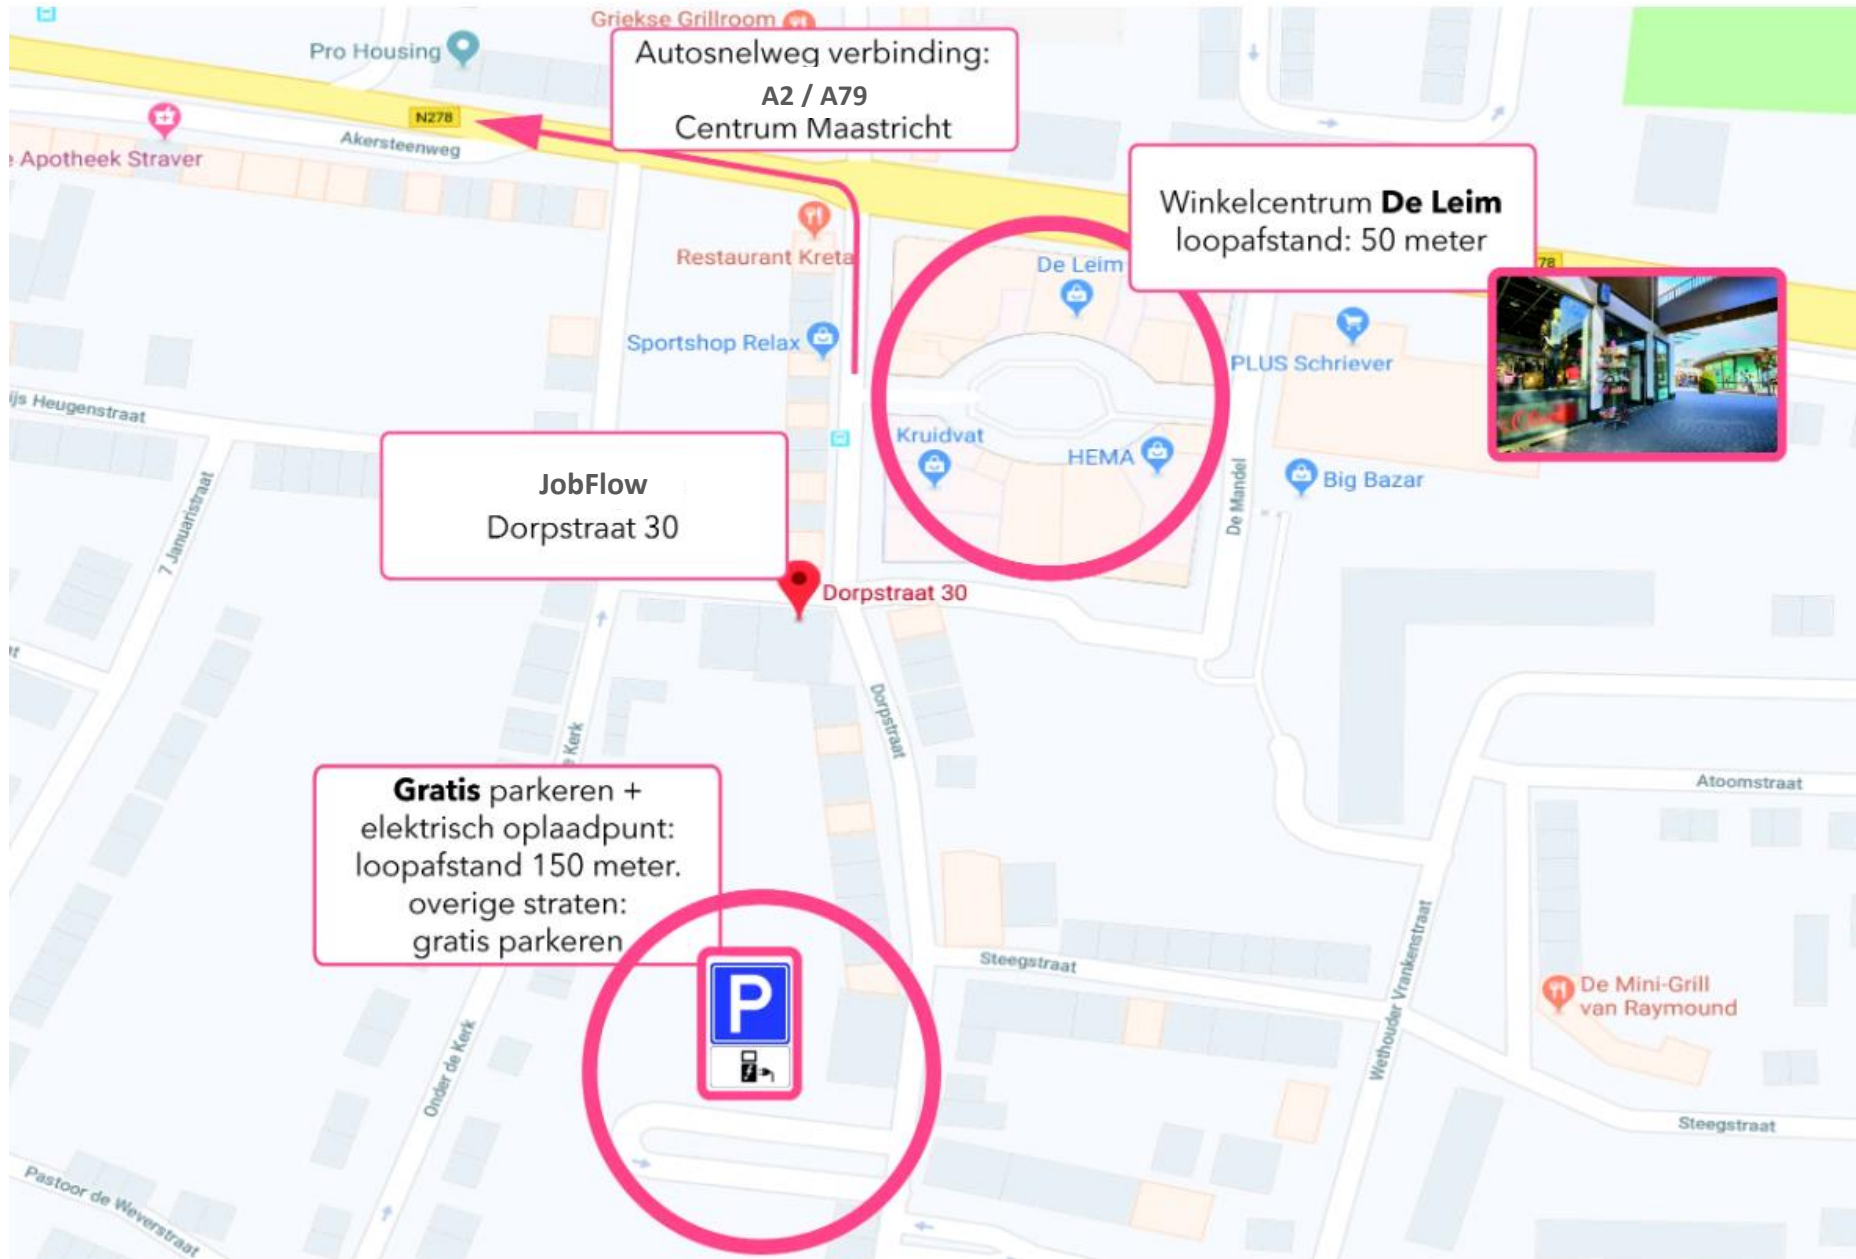 Griekse Grillroom
Pro Housing
Autosnelweg verbinding:
A2 / A79
Centrum Maastricht
N278
Akersteenweg
Apotheek Straver
Winkelcentrum De Leim
loopafstand: 50 meter
78
Restaurant Kreta
De Leim
Sportshop Relax
PLUS Schriever
js Heugenstraat
Kruidvat
HEMA
Big Bazar
De Mandel
7 Januaristraat
JobFlow
Dorpstraat 30
Dorpstraat 30
Dorpstraat
e Kerk
Gratis parkeren +
elektrisch oplaadpunt:
loopafstand 150 meter.
overige straten:
gratis parkeren
P
Atoomstraat
Steegstraat
Wethouder Vrankenstraat
De Mini-Grill
van Raymound
Onder de Kerk
Steegstraat
Pastoor de Weverstraat